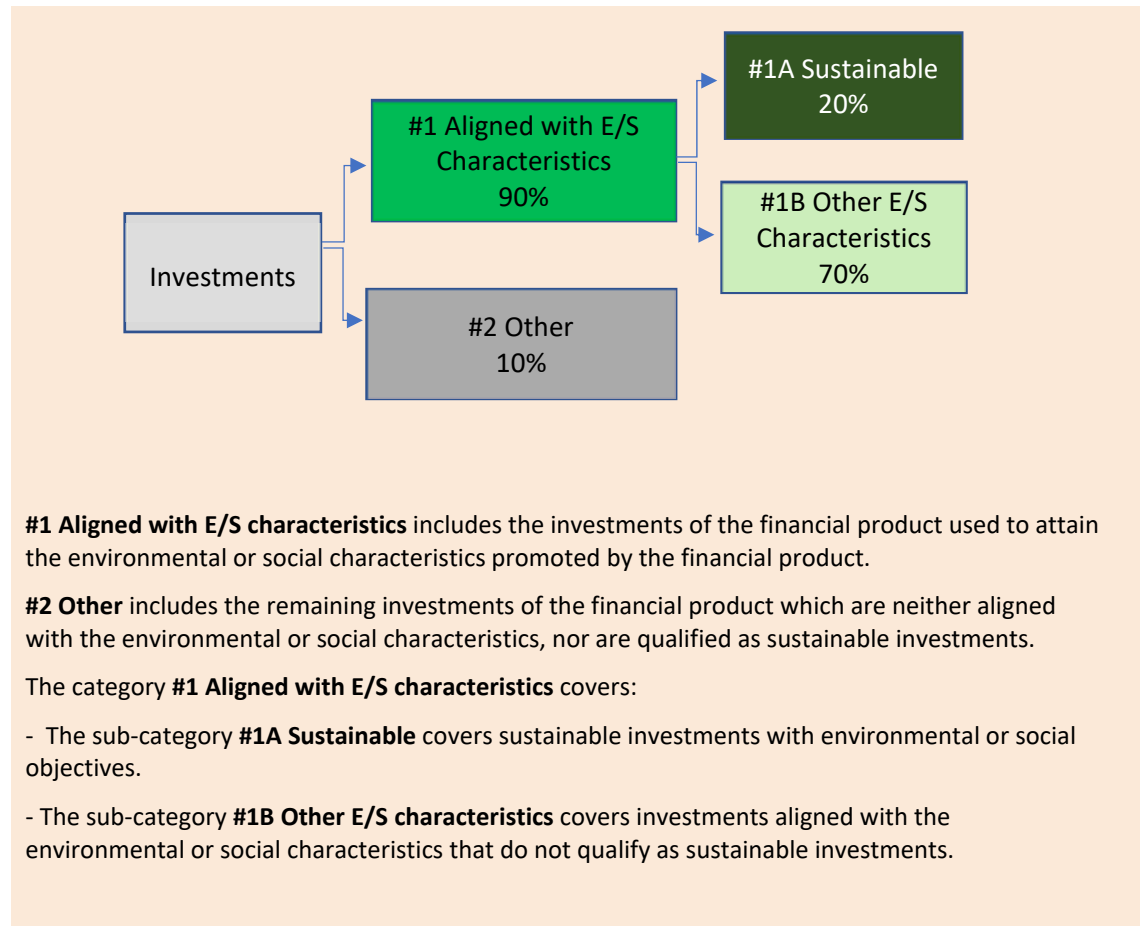 #1A Sustainable
20%
#1 Aligned with E/S
Characteristics
90%
#1B Other E/S
Characteristics
70%
Investments
#2 Other
10%
#1 Aligned with E/S characteristics includes the investments of the financial product used to attain
the environmental or social characteristics promoted by the financial product.
#2 Other includes the remaining investments of the financial product which are neither aligned
with the environmental or social characteristics, nor are qualified as sustainable investments.
The category #1 Aligned with E/S characteristics covers:
- The sub-category #1A Sustainable covers sustainable investments with environmental or social
objectives.
- The sub-category #1B Other E/S characteristics covers investments aligned with the
environmental or social characteristics that do not qualify as sustainable investments.